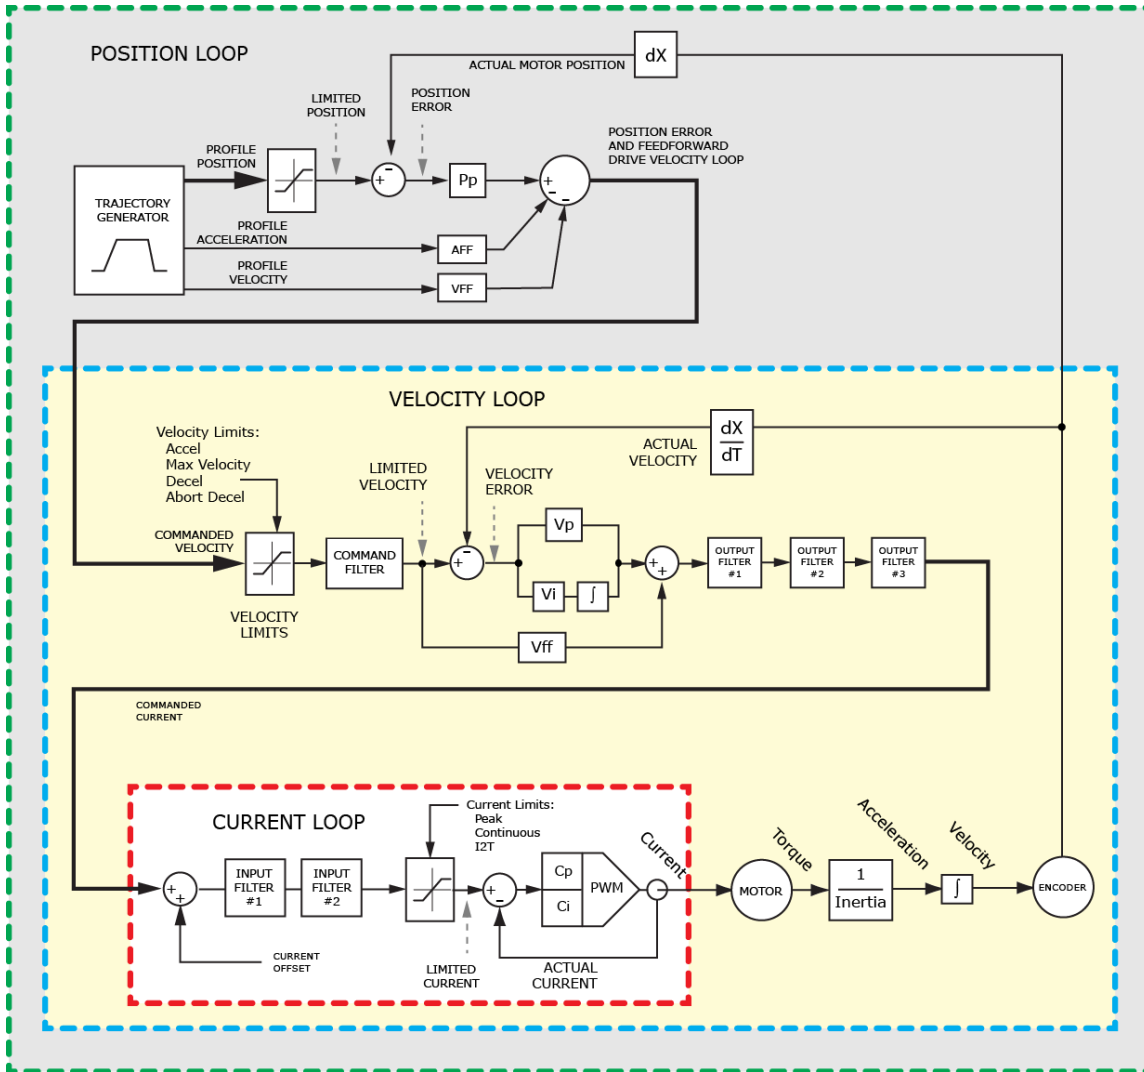 POSITION LOOP
dX
ACTUAL MOTOR POSITION
LIMITED
POSITION
POSITION
ERROR
POSITION ERROR
AND FEEDFORWARD
DRIVE VELOCITY LOOP
PROFILE
POSITION
+
-
Pp
+
-
-
TRAJECTORY
GENERATOR
PROFILE
ACCELERATION
AFF
PROFILE
VELOCITY
VFF
VELOCITY LOOP
Velocity Limits:
Accel
Max Velocity
Decel
Abort Decel
LIMITED
VELOCITY
VELOCITY
ERROR
ACTUAL
VELOCITY
dX
dT
COMMANDED
VELOCITY
COMMAND
FILTER
+
-
Vp
Vi
∫
+
+
OUTPUT
FILTER
#1
OUTPUT
FILTER
#2
OUTPUT
FILTER
#3
VELOCITY
LIMITS
Vff
COMMANDED
CURRENT
CURRENT LOOP
Current Limits:
Peak
Continuous
I2T
+
+
INPUT
FILTER
#1
INPUT
FILTER
#2
+
-
Cp
Ci
PWM
Current
MOTOR
Torque
1
Inertia
Acceleration
∫
Velocity
ENCODER
CURRENT
OFFSET
LIMITED
CURRENT
ACTUAL
CURRENT